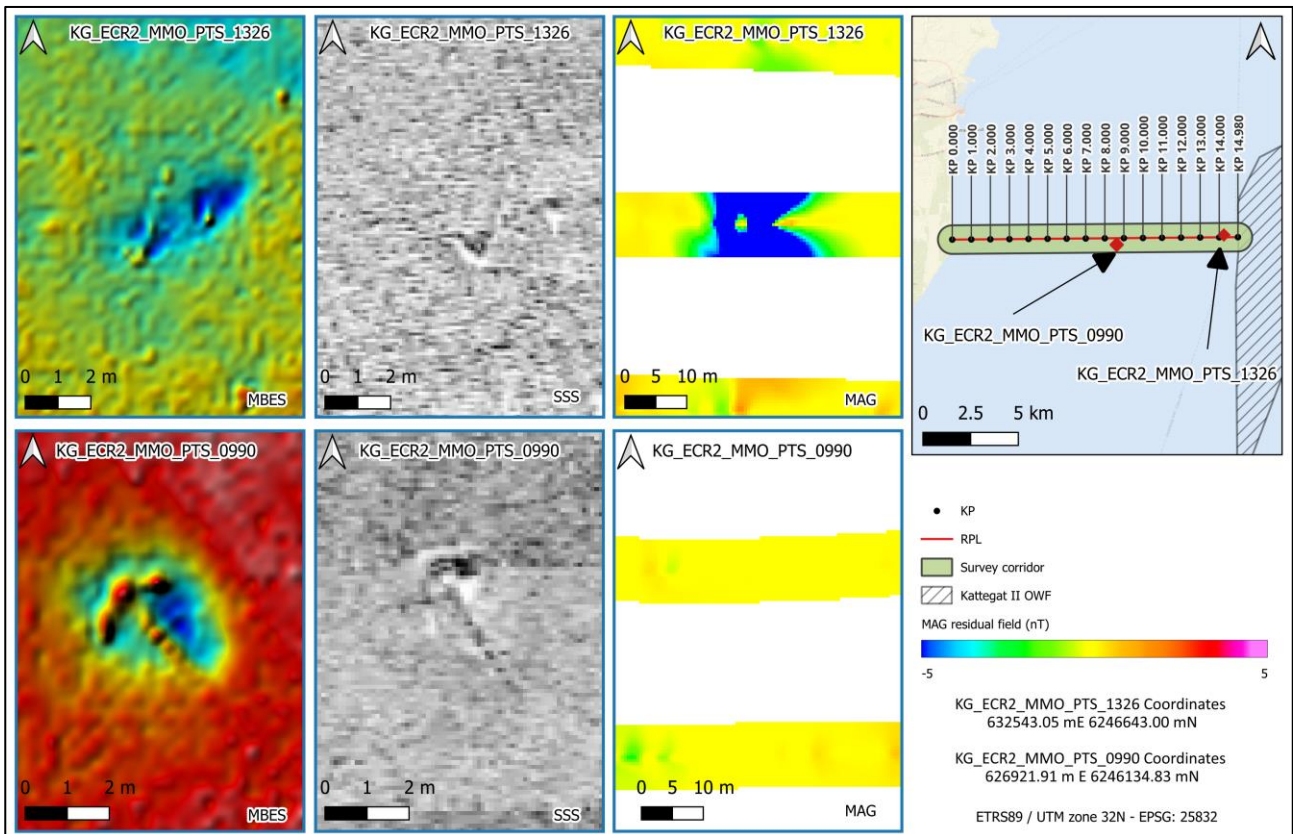 KG_ECR2_MMO_PTS_1326
0 1 2 m
MBES
KG_ECR2_MMO_PTS_1326
0 1 2 m
SSS
KG_ECR2_MMO_PTS_1326
0 5 10 m
MAG
KP 0.000
KP 1.000
KP 2.000
KP 3.000
KP 4.000
KP 5.000
KP 6.000
KP 7.000
KP 8.000
KP 9.000
KP 10.000
KP 11.000
KP 12.000
KP 13.000
KP 14.000
KP 14.980
KG_ECR2_MMO_PTS_0990
KG_ECR2_MMO_PTS_1326
0 2.5 5 km
KG_ECR2_MMO_PTS_0990
0 1 2 m
MBES
KG_ECR2_MMO_PTS_0990
0 1 2 m
SSS
KG_ECR2_MMO_PTS_0990
0 5 10 m
MAG
KP
RPL
Survey corridor
Kattegat II OWF
MAG residual field (nT)
-5 5
KG_ECR2_MMO_PTS_1326 Coordinates
632543.05 mE 6246643.00 mN
KG_ECR2_MMO_PTS_0990 Coordinates
626921.91 m E 6246134.83 mN
ETRS89 / UTM zone 32N - EPSG: 25832